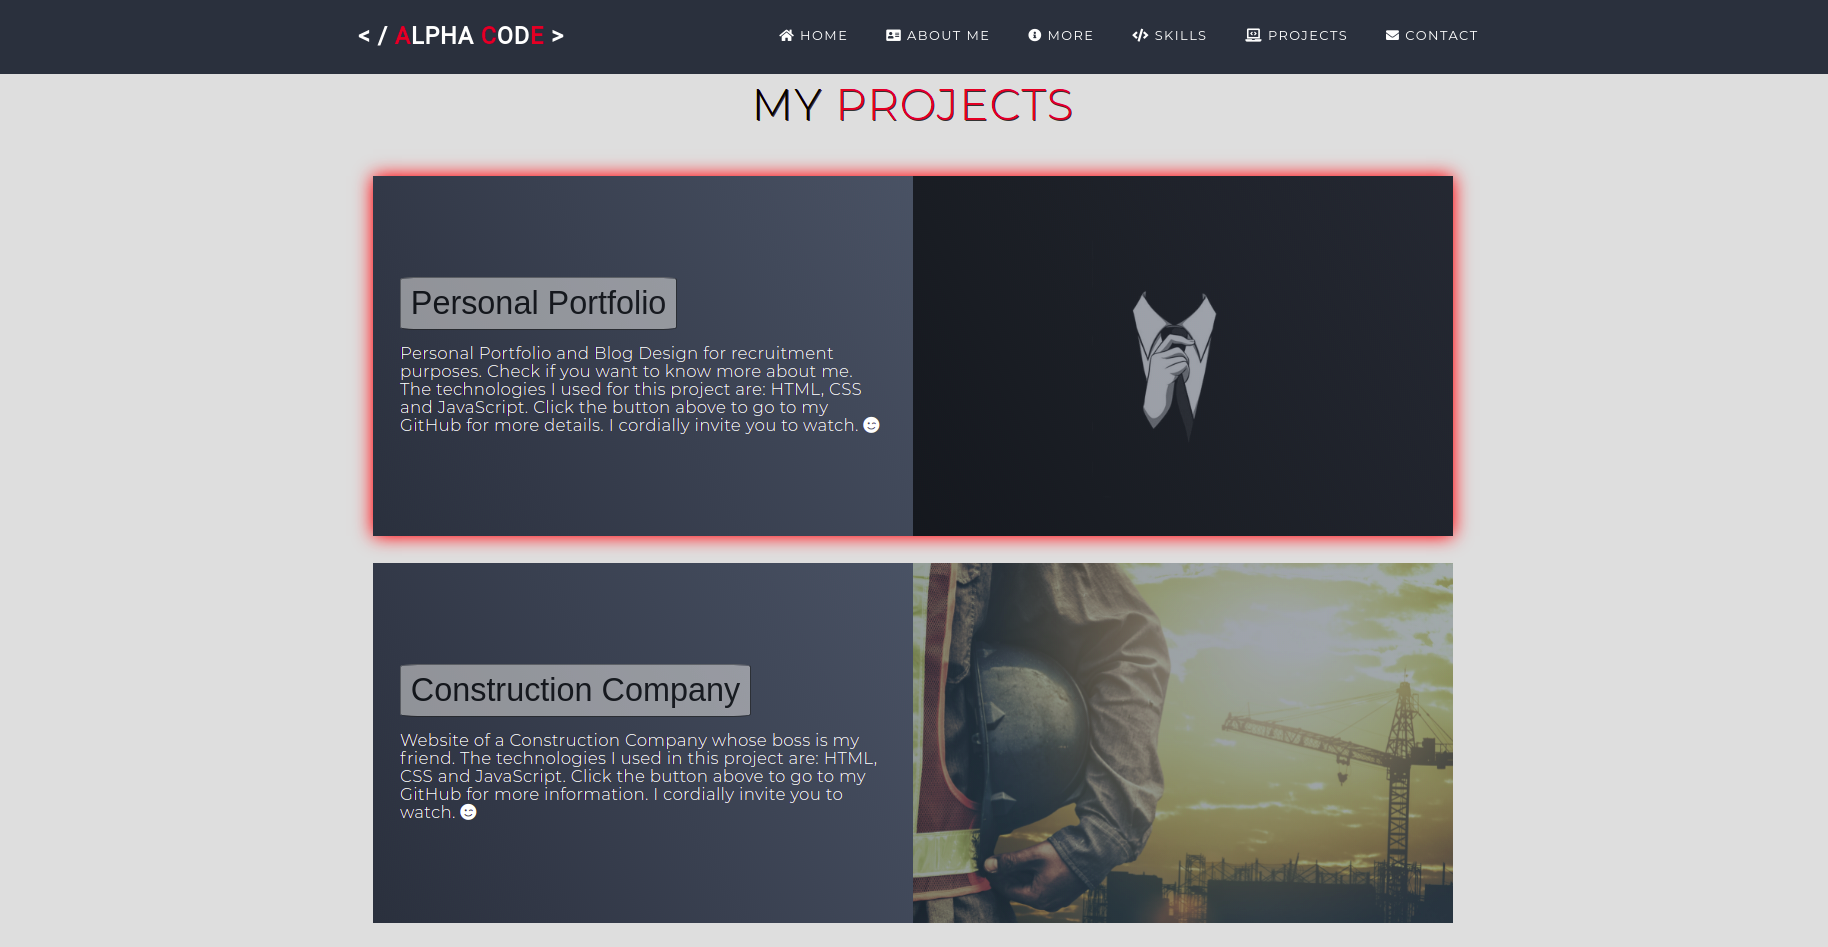 < / ALPHA CODE >
HOME ABOUT ME MORE SKILLS PROJECTS CONTACT
MY PROJECTS
Personal Portfolio
Personal Portfolio and Blog Design for recruitment
purposes. Check if you want to know more about me.
The technologies I used for this project are: HTML, CSS
and JavaScript. Click the button above to go to my
GitHub for more details. I cordially invite you to watch.
Construction Company
Website of a Construction Company whose boss is my
friend. The technologies I used in this project are: HTML,
CSS and JavaScript. Click the button above to go to my
GitHub for more information. I cordially invite you to
watch.